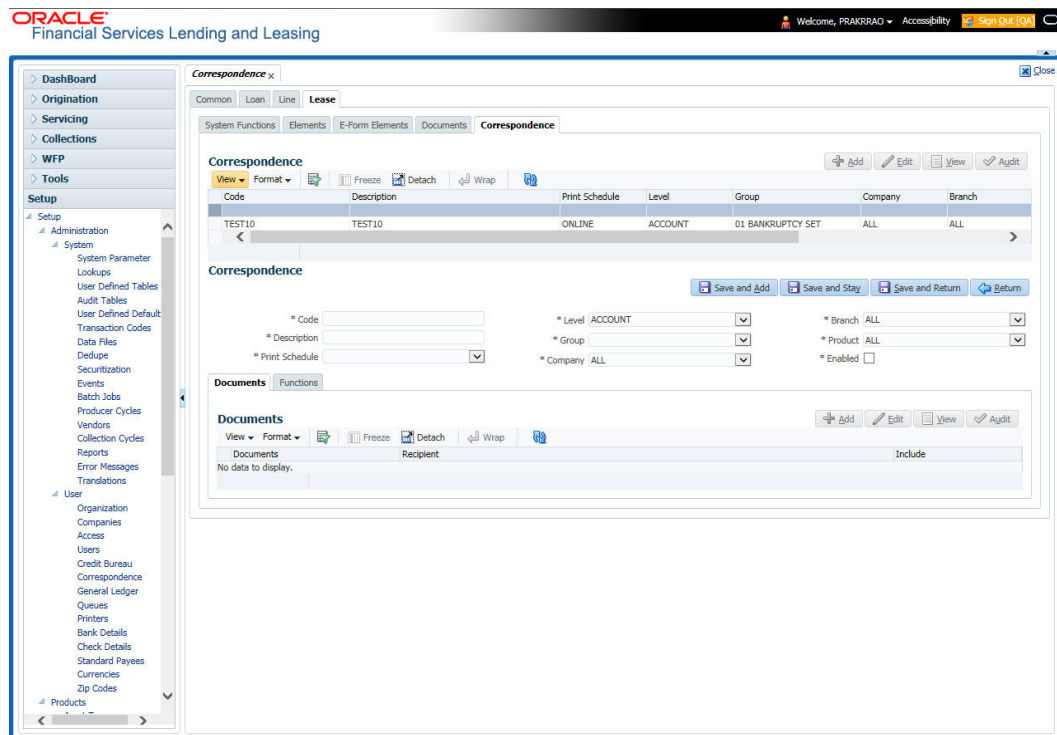 ORACLE
Financial Services Lending and Leasing
Welcome, PRAKRRAO Accessibility Sign Out [QA]
DashBoard
Origination
Servicing
Collections
WFP
Tools
Setup
Setup
Administration
System
System Parameter
Lookups
User Defined Tables
Audit Tables
User Defined Default
Transaction Codes
Data Files
Dedupe
Securitization
Events
Batch Jobs
Producer Cycles
Vendors
Collection Cycles
Reports
Error Messages
Translations
User
Organization
Companies
Access
Users
Credit Bureau
Correspondence
General Ledger
Queues
Printers
Bank Details
Check Details
Standard Payees
Currencies
Zip Codes
Products
Correspondence x
Close
Common Loan Line Lease
System Functions Elements E-Form Elements Documents Correspondence
Correspondence
Add Edit View Audit
View Format Freeze Detach Wrap
Code Description Print Schedule Level Group Company Branch
TEST10 TEST10 ONLINE ACCOUNT 01 BANKRUPTCY SET ALL ALL
Correspondence
Save and Add Save and Stay Save and Return Return
* Code * Level ACCOUNT * Branch ALL
* Description * Group * Product ALL
* Print Schedule * Company ALL * Enabled
Documents Functions
Documents
Add Edit View Audit
View Format Freeze Detach Wrap
Documents Recipient Include
No data to display.